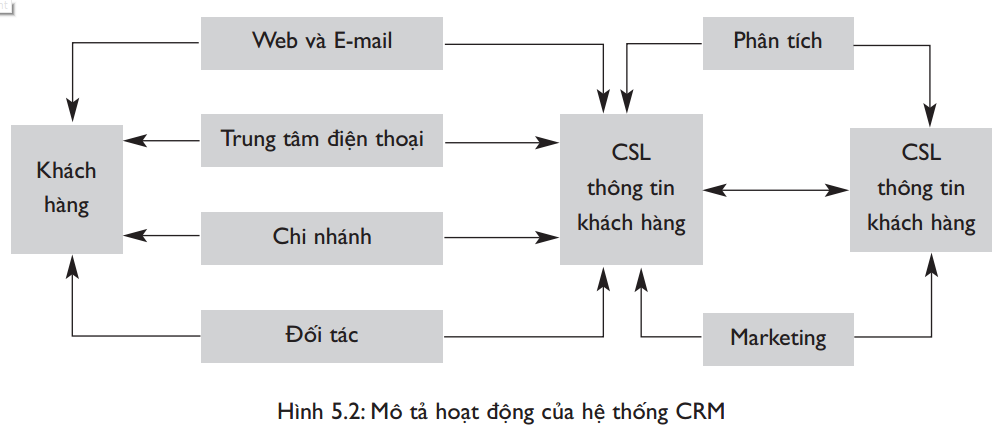 Web và E-mail
Phân tích
Trung tâm điện thoại
Khách
hàng
CSL
thông tin
khách hàng
CSL
thông tin
khách hàng
Chi nhánh
Đối tác
Marketing
Hình 5.2: Mô tả hoạt động của hệ thống CRM